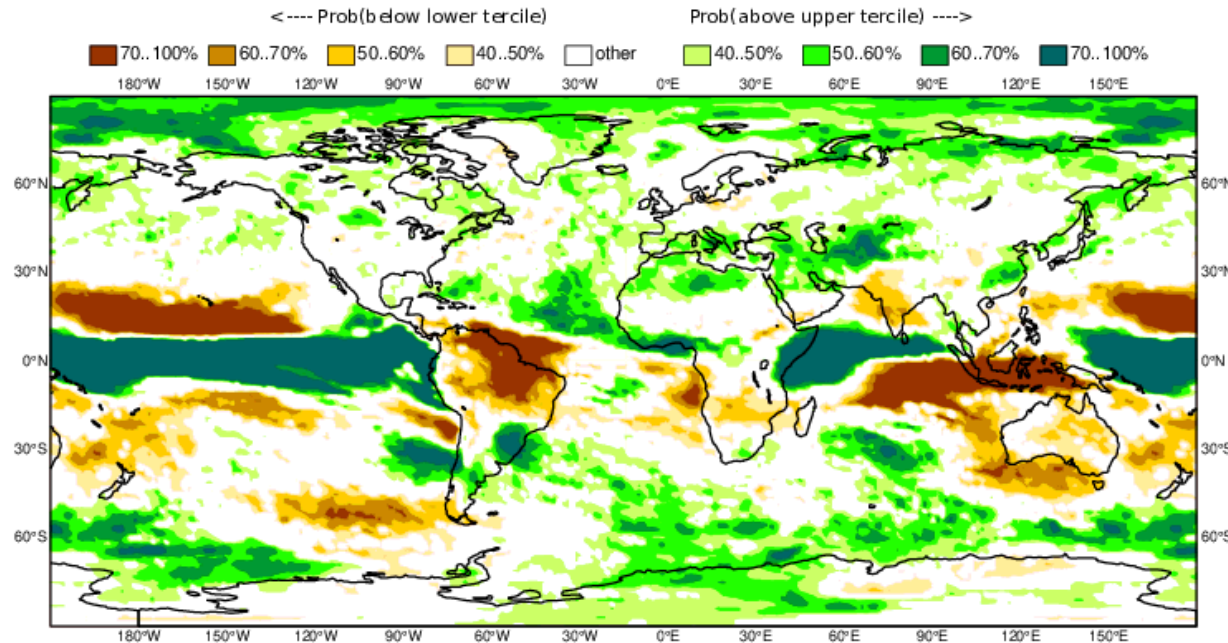 <---- Prob(below lower tercile) Prob(above upper tercile) ---->
70..100% 60..70% 50..60% 40..50% other 40..50% 50..60% 60..70% 70..100%
180°W 150°W 120°W 90°W 60°W 30°W 0°E 30°E 60°E 90°E 120°E 150°E
60°N 60°N
30°N 30°N
0°N 0°N
30°S 30°S
60°S 60°S
180°W 150°W 120°W 90°W 60°W 30°W 0°E 30°E 60°E 90°E 120°E 150°E